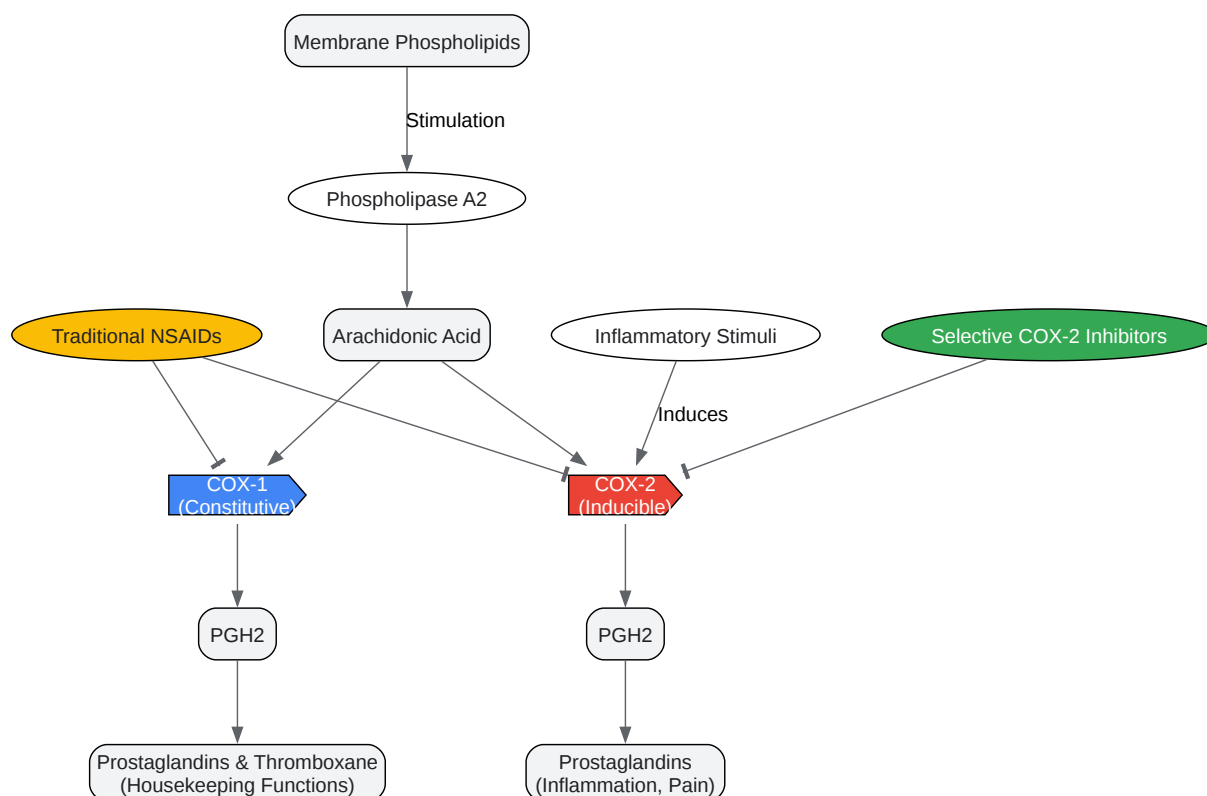 Membrane Phospholipids
Stimulation
Phospholipase A2
Traditional NSAIDs
Arachidonic Acid
Inflammatory Stimuli
Selective COX-2 Inhibitors
Induces
COX-1
(Constitutive)
COX-2
(Inducible)
PGH2
PGH2
Prostaglandins & Thromboxane
(Housekeeping Functions)
Prostaglandins
(Inflammation, Pain)